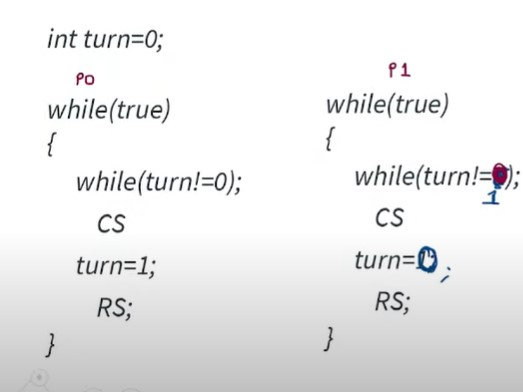 int turn=0;
P0
while(true)
{
while(turn!=0);
CS
turn=1;
RS;
}
P1
while(true)
{
while(turn!=
1
);
CS
turn=0;
RS;
}